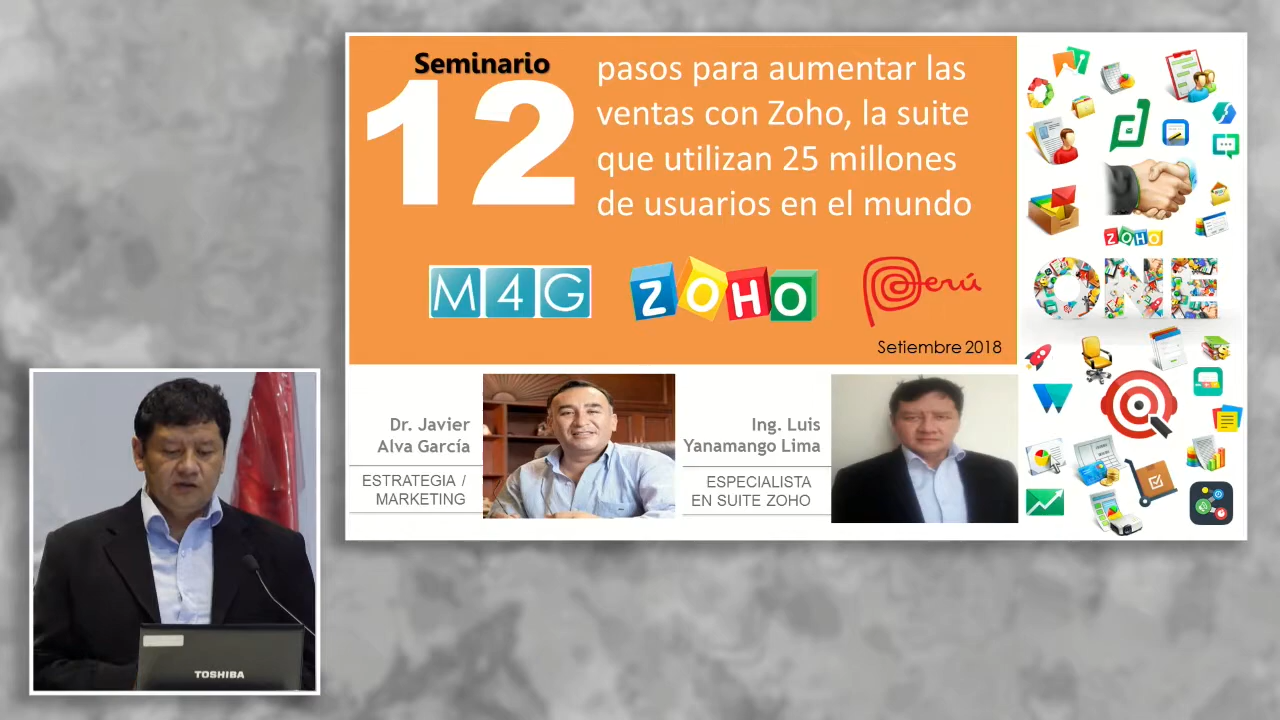 Seminario
12
pasos para aumentar las
ventas con Zoho, la suite
que utilizan 25 millones
de usuarios en el mundo
M4G
ZOHO
Perú
Setiembre 2018
Dr. Javier
Alva García
ESTRATEGIA /
MARKETING
Ing. Luis
Yanamango Lima
ESPECIALISTA
EN SUITE ZOHO
ZOHO
ONE
TOSHIBA